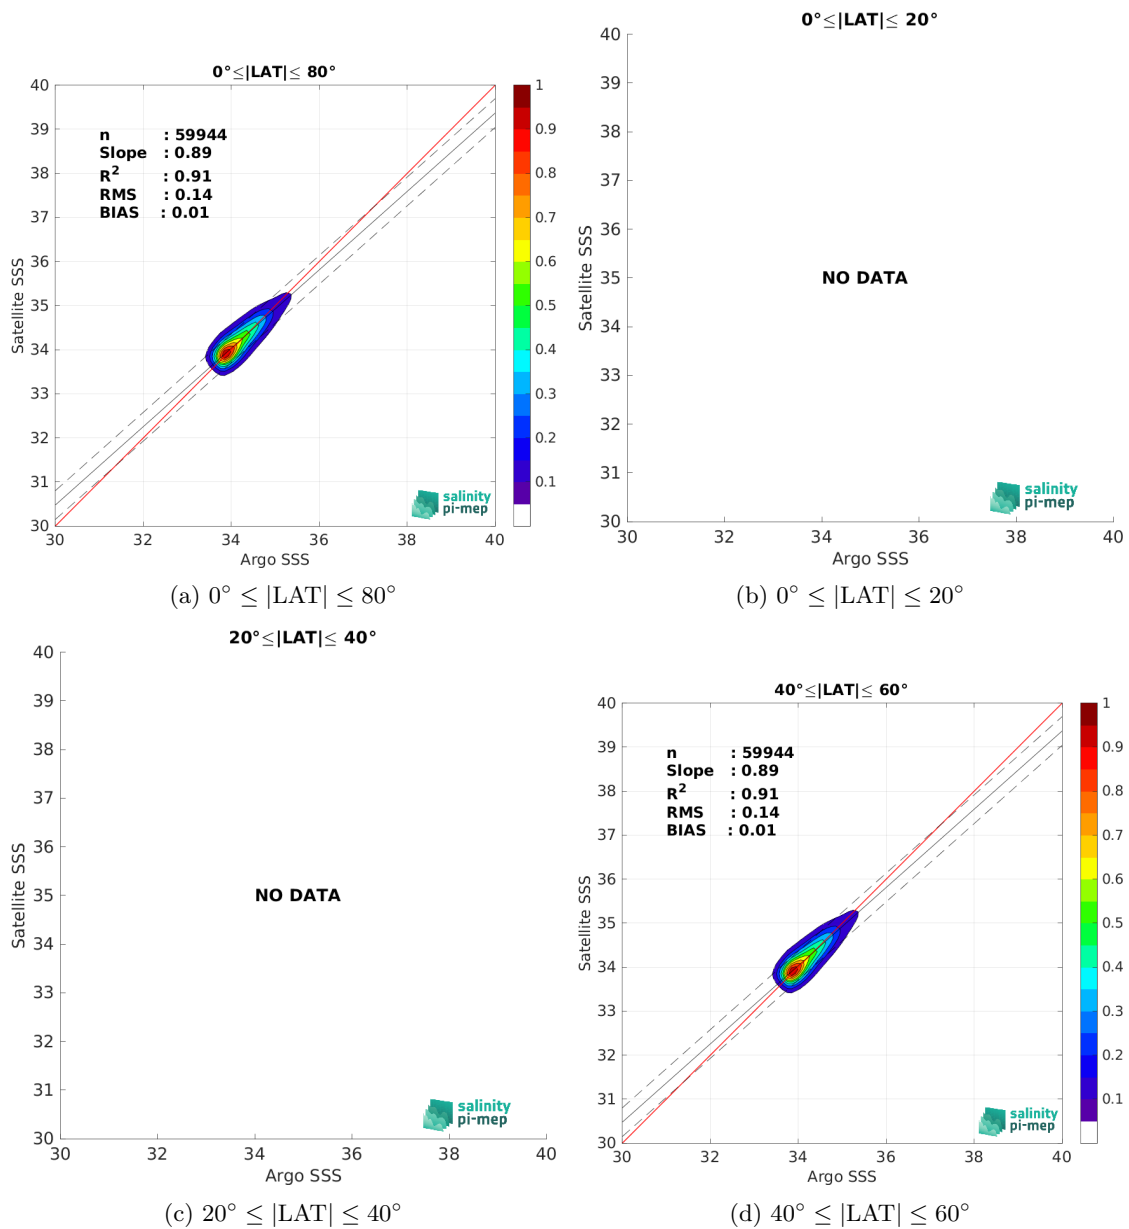 0°≤|LAT|≤ 80°
40
39
38
37
36
35
34
33
32
31
30
Satellite SSS
n : 59944
Slope : 0.89
R² : 0.91
RMS : 0.14
BIAS : 0.01
salinity
pi-mep
30 32 34 36 38 40
Argo SSS
1
0.9
0.8
0.7
0.6
0.5
0.4
0.3
0.2
0.1
(a) 0° ≤ |LAT| ≤ 80°
0°≤|LAT|≤ 20°
40
39
38
37
36
35
34
33
32
31
30
Satellite SSS
NO DATA
salinity
pi-mep
30 32 34 36 38 40
Argo SSS
(b) 0° ≤ |LAT| ≤ 20°
20°≤|LAT|≤ 40°
40
39
38
37
36
35
34
33
32
31
30
Satellite SSS
NO DATA
salinity
pi-mep
30 32 34 36 38 40
Argo SSS
(c) 20° ≤ |LAT| ≤ 40°
40°≤|LAT|≤ 60°
40
39
38
37
36
35
34
33
32
31
30
Satellite SSS
n : 59944
Slope : 0.89
R² : 0.91
RMS : 0.14
BIAS : 0.01
salinity
pi-mep
30 32 34 36 38 40
Argo SSS
1
0.9
0.8
0.7
0.6
0.5
0.4
0.3
0.2
0.1
(d) 40° ≤ |LAT| ≤ 60°